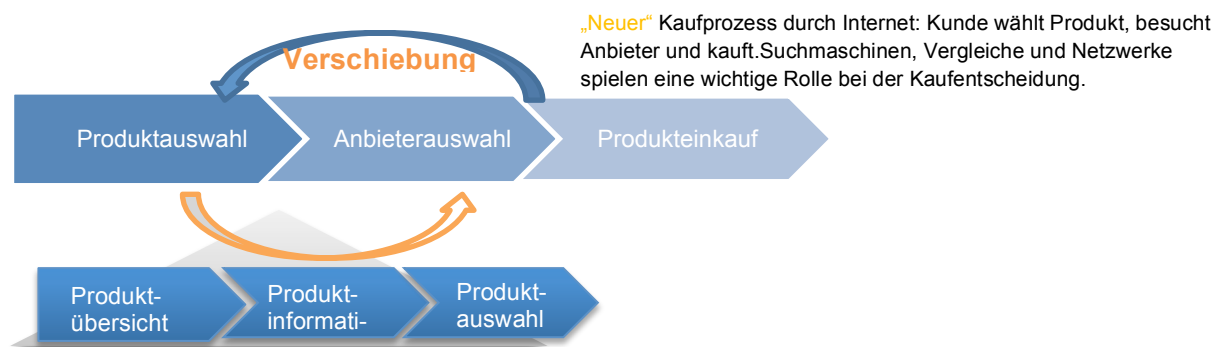 „Neuer“ Kaufprozess durch Internet: Kunde wählt Produkt, besucht
Anbieter und kauft.Suchmaschinen, Vergleiche und Netzwerke
spielen eine wichtige Rolle bei der Kaufentscheidung.
Verschiebung
Produktauswahl
Anbieterauswahl
Produkteinkauf
Produkt-
übersicht
Produkt-
informati-
Produkt-
auswahl